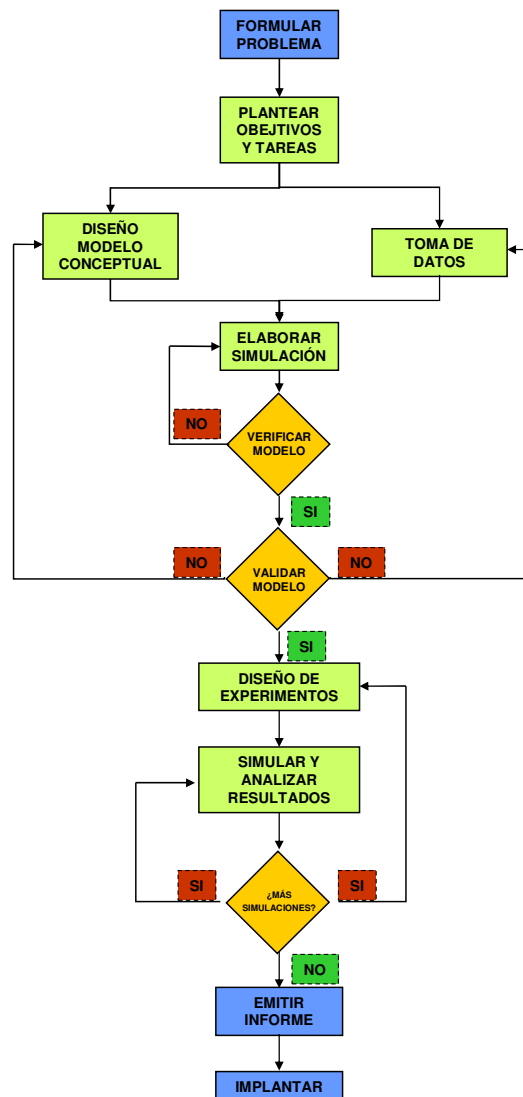 FORMULAR
PROBLEMA
PLANTEAR
OBEJTIVOS
Y TAREAS
DISEÑO
MODELO
CONCEPTUAL
TOMA DE
DATOS
ELABORAR
SIMULACIÓN
NO
VERIFICAR
MODELO
SI
NO
VALIDAR
MODELO
NO
SI
DISEÑO DE
EXPERIMENTOS
SIMULAR Y
ANALIZAR
RESULTADOS
SI
¿MÁS
SIMULACIONES?
SI
NO
EMITIR
INFORME
IMPLANTAR